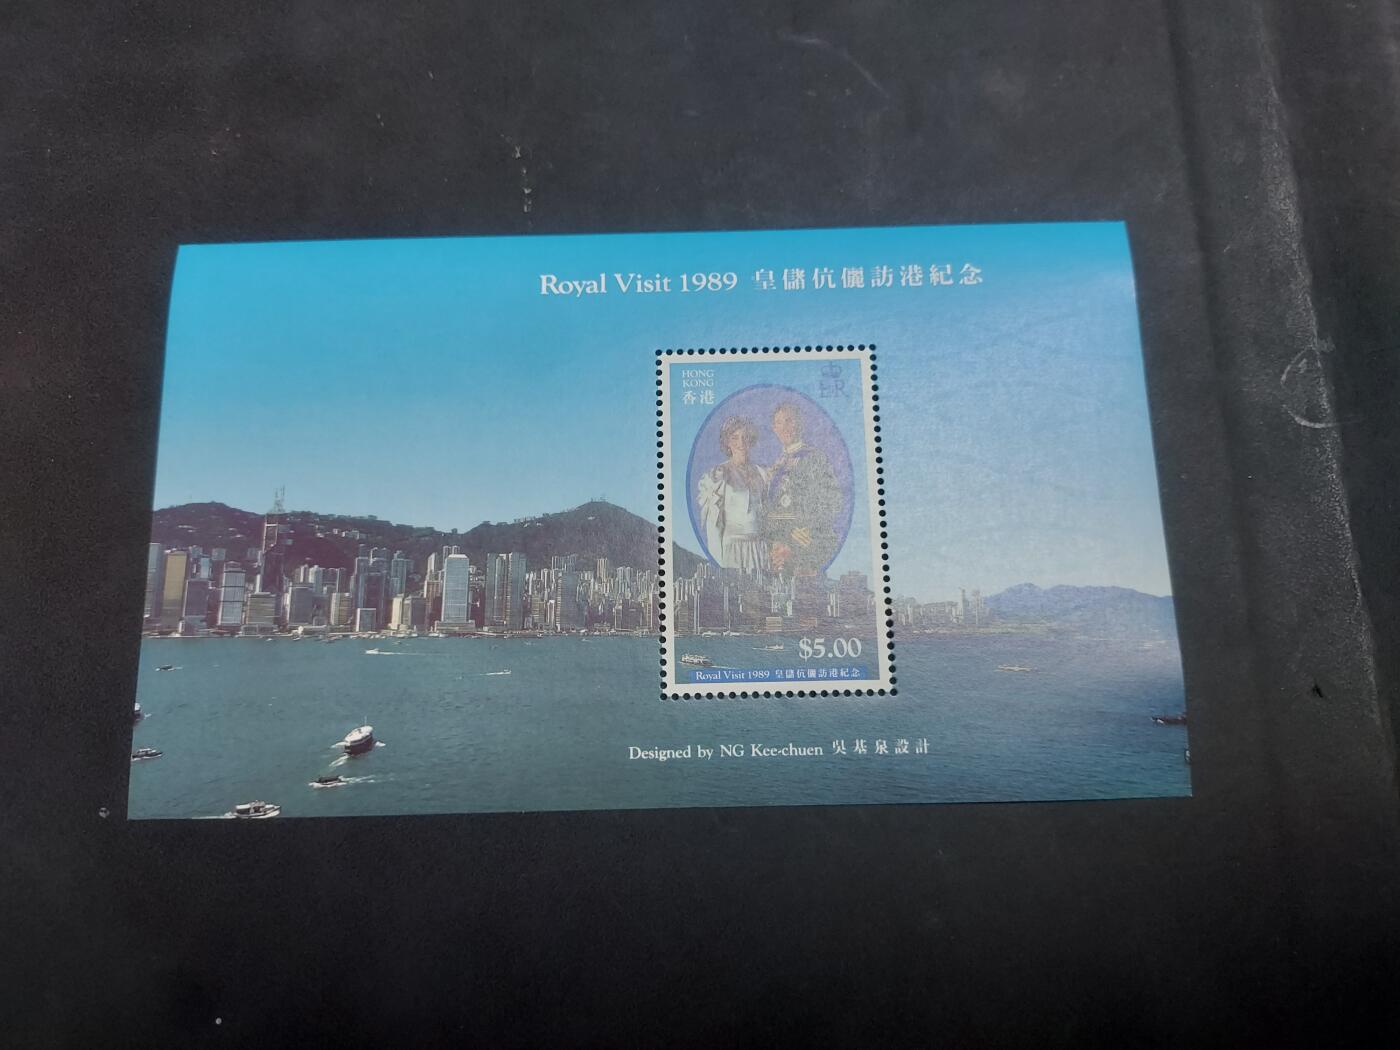 Royal Visit 1989 皇儲伉儷訪港紀念
HONG
KONG
香港
ER
$5.00
Royal Visit 1989 皇儲伉儷訪港紀念
Designed by NG Kee-chuen 吳基泉設計